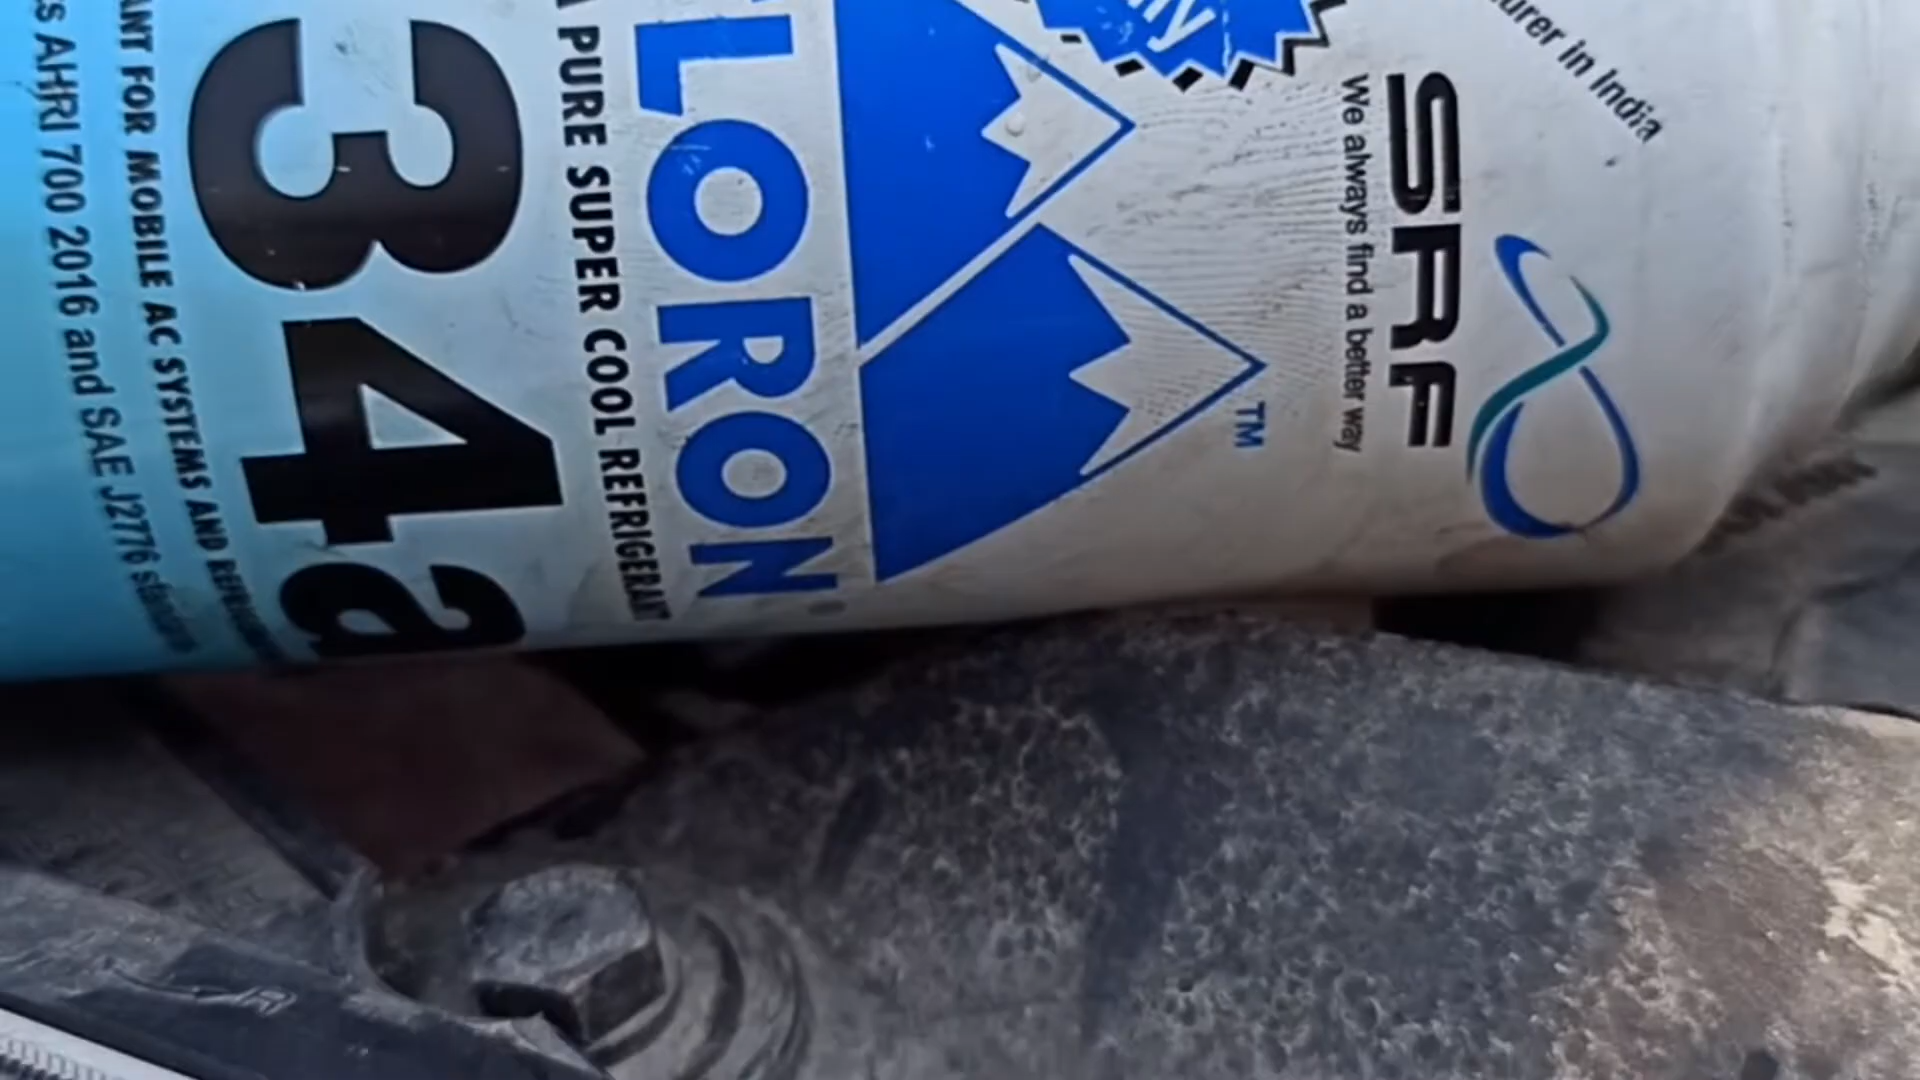 urer in India
SRF
We always find a better way
TM
LORON®
PURE SUPER COOL REFRIGERANT
34a
ANT FOR MOBILE AC SYSTEMS AND
s AHRI 700 2016 and SAE J2776